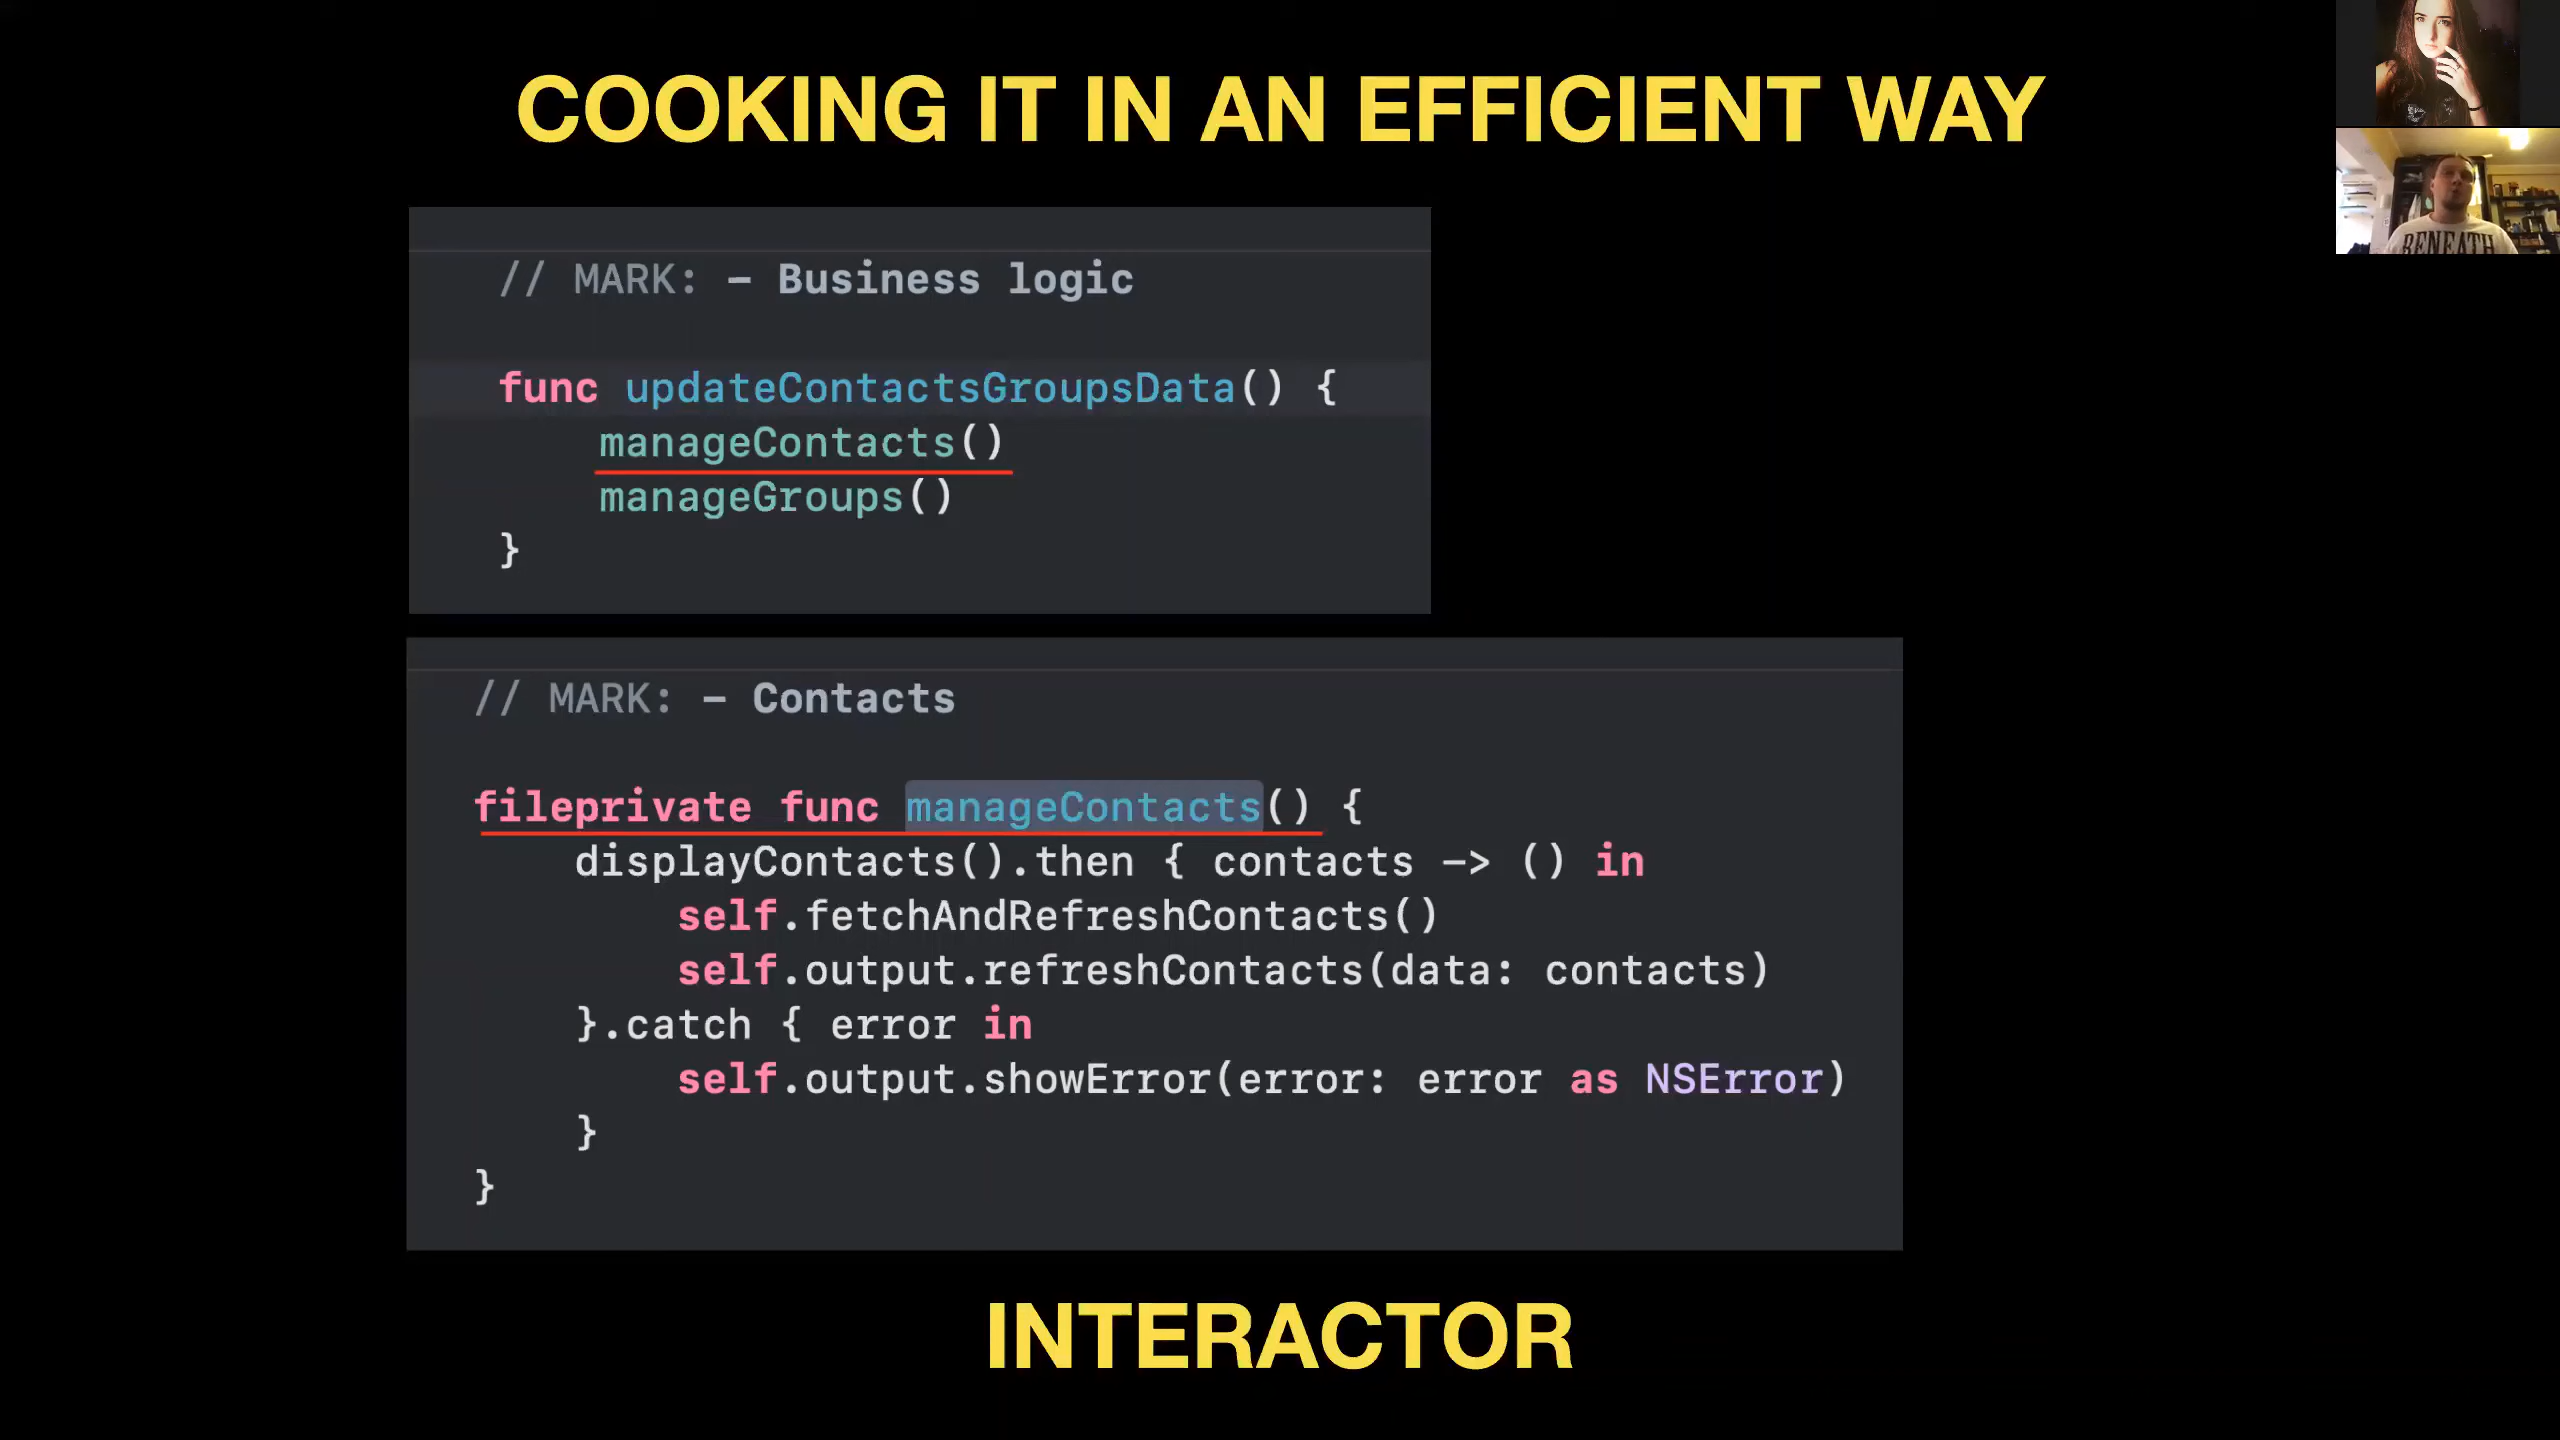 COOKING IT IN AN EFFICIENT WAY
// MARK: – Business logic
func updateContactsGroupsData() {
manageContacts()
manageGroups()
}
// MARK: – Contacts
fileprivate func manageContacts() {
displayContacts().then { contacts -> () in
self.fetchAndRefreshContacts()
self.output.refreshContacts(data: contacts)
}.catch { error in
self.output.showError(error: error as NSError)
}
}
INTERACTOR
BENEATH